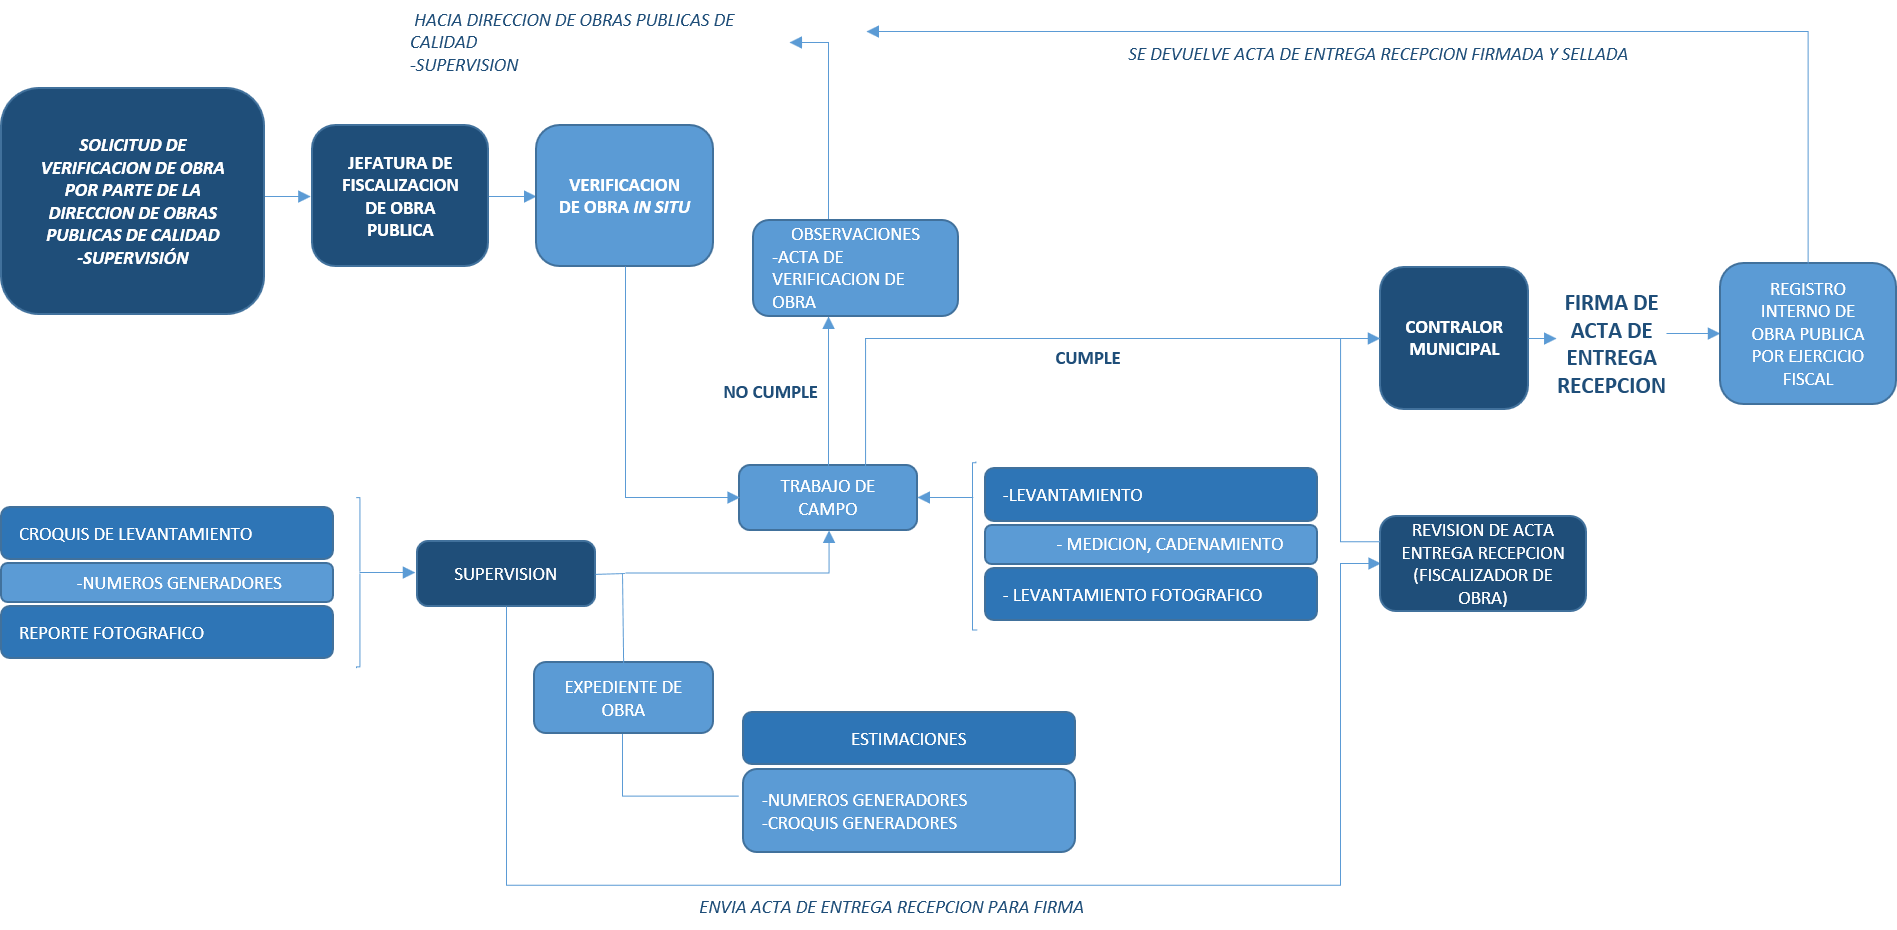 HACIA DIRECCION DE OBRAS PUBLICAS DE
CALIDAD
-SUPERVISION
SE DEVUELVE ACTA DE ENTREGA RECEPCION FIRMADA Y SELLADA
SOLICITUD DE
VERIFICACION DE OBRA
POR PARTE DE LA
DIRECCION DE OBRAS
PUBLICAS DE CALIDAD
-SUPERVISIÓN
JEFATURA DE
FISCALIZACION
DE OBRA
PUBLICA
VERIFICACION
DE OBRA IN SITU
OBSERVACIONES
-ACTA DE
VERIFICACION DE
OBRA
NO CUMPLE
CUMPLE
CONTRALOR
MUNICIPAL
FIRMA DE
ACTA DE
ENTREGA
RECEPCION
REGISTRO
INTERNO DE
OBRA PUBLICA
POR EJERCICIO
FISCAL
TRABAJO DE
CAMPO
-LEVANTAMIENTO
- MEDICION, CADENAMIENTO
- LEVANTAMIENTO FOTOGRAFICO
REVISION DE ACTA
ENTREGA RECEPCION
(FISCALIZADOR DE
OBRA)
CROQUIS DE LEVANTAMIENTO
-NUMEROS GENERADORES
REPORTE FOTOGRAFICO
SUPERVISION
EXPEDIENTE DE
OBRA
ESTIMACIONES
-NUMEROS GENERADORES
-CROQUIS GENERADORES
ENVIA ACTA DE ENTREGA RECEPCION PARA FIRMA